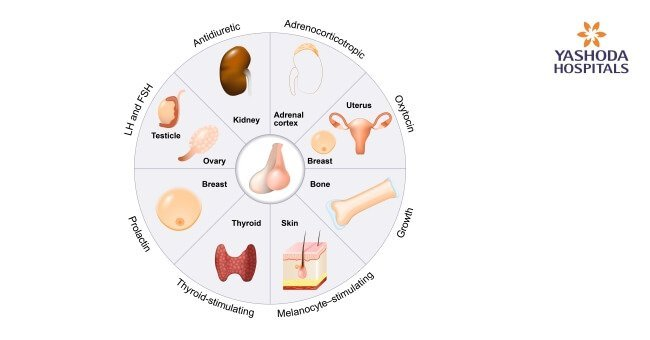 Antidiuretic
Adrenocorticotropic
YASHODA
HOSPITALS
LH and FSH
Oxytocin
Kidney
Adrenal
cortex
Uterus
Testicle
Ovary
Breast
Breast
Bone
Prolactin
Growth
Thyroid
Skin
Thyroid-stimulating
Melanocyte–stimulating